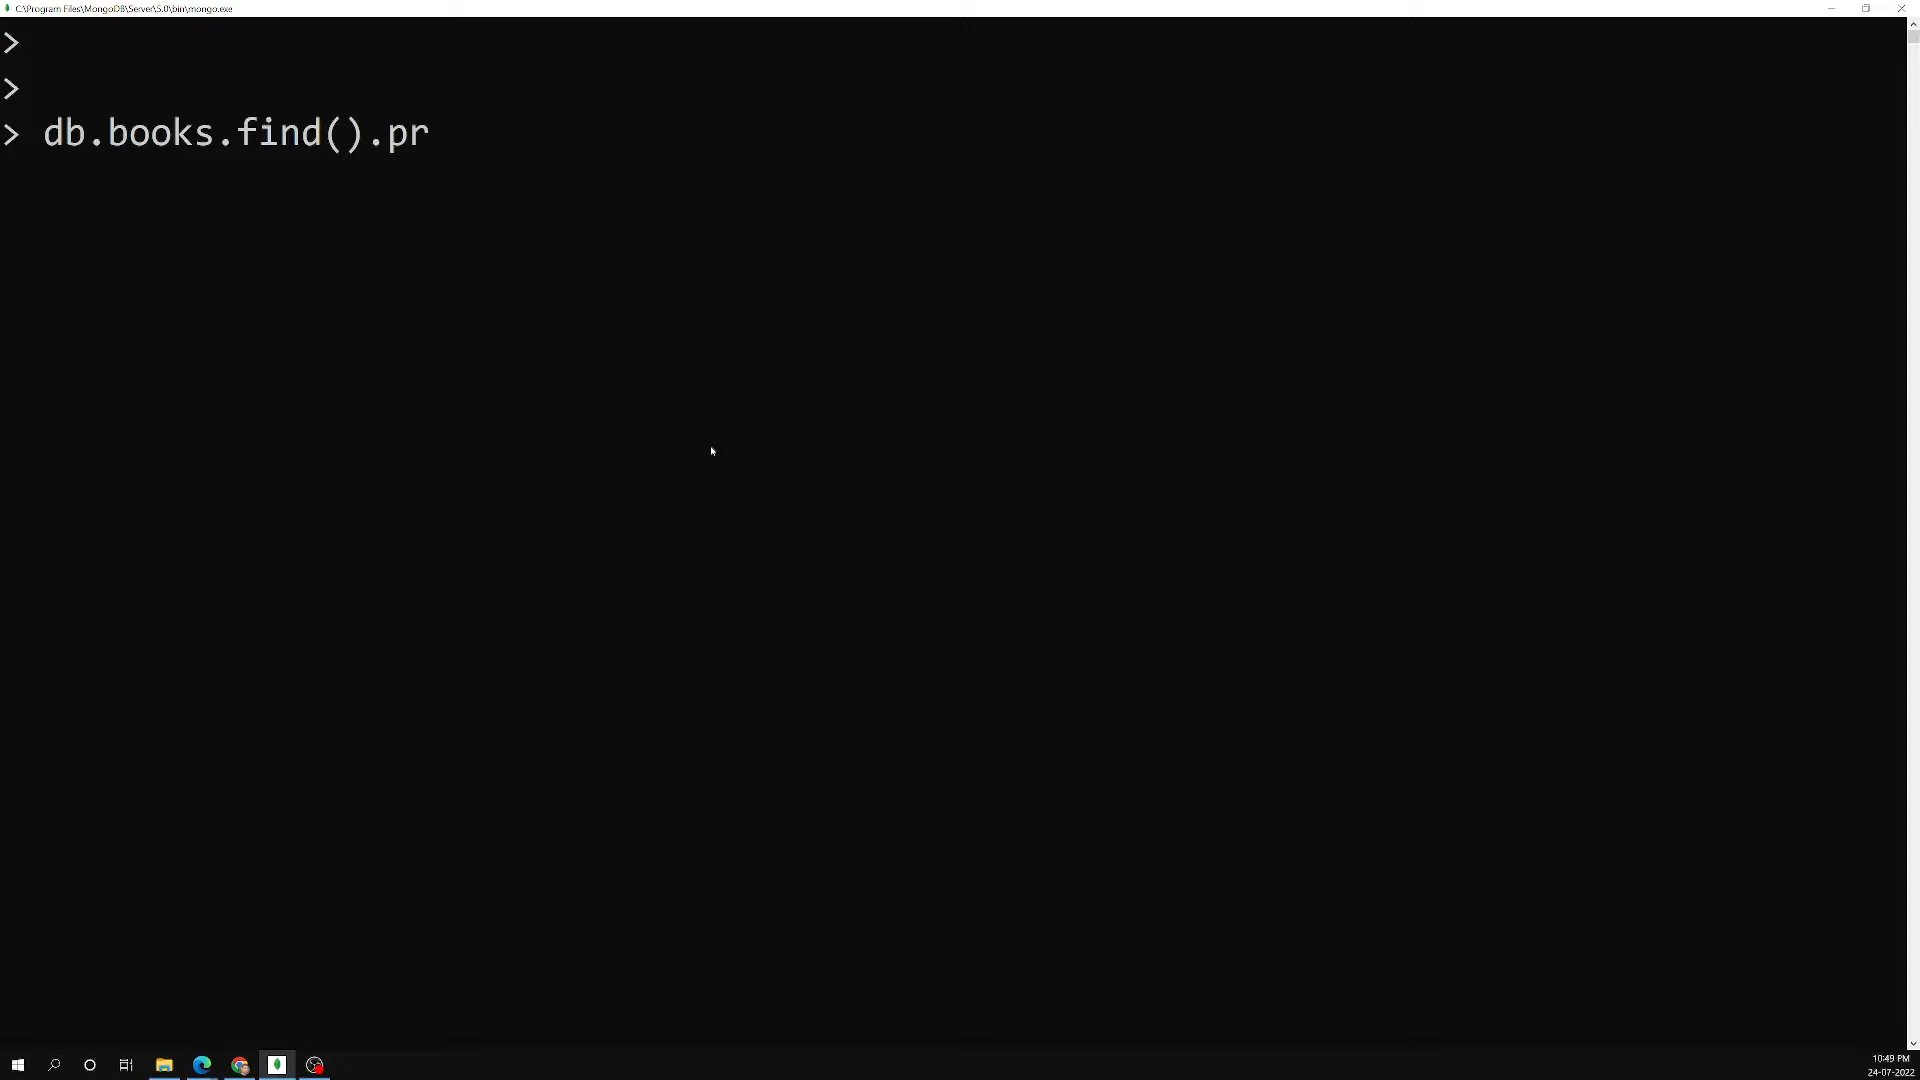 C:\Program Files\MongoDB\Server\5.0\bin\mongo.exe
>
>
> db.books.find().pr
10:49 PM
24-07-2022